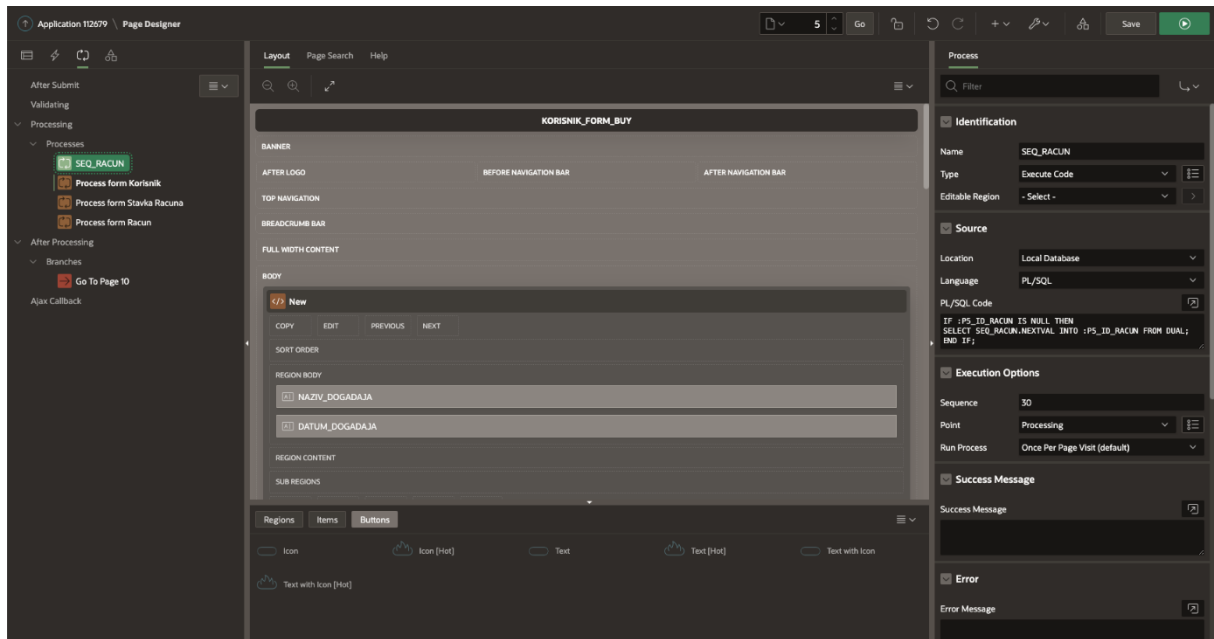 Application 112679 \ Page Designer
5
Go
Save
After Submit
Validating
Processing
Processes
SEQ_RACUN
Process form Korisnik
Process form Stavka Racuna
Process form Racun
After Processing
Branches
Go To Page 10
Ajax Callback
Layout Page Search Help
KORISNIK_FORM_BUY
BANNER
AFTER LOGO BEFORE NAVIGATION BAR AFTER NAVIGATION BAR
TOP NAVIGATION
BREADCRUMB BAR
FULL WIDTH CONTENT
BODY
New
COPY EDIT PREVIOUS NEXT
SORT ORDER
REGION BODY
NAZIV_DOGADAJA
DATUM_DOGADAJA
REGION CONTENT
SUB REGIONS
Regions Items Buttons
Icon Icon [Hot] Text Text [Hot] Text with Icon
Text with Icon [Hot]
Process
Filter
Identification
Name SEQ_RACUN
Type Execute Code
Editable Region - Select -
Source
Location Local Database
Language PL/SQL
PL/SQL Code
IF :P5_ID_RACUN IS NULL THEN
SELECT SEQ_RACUN.NEXTVAL INTO :P5_ID_RACUN FROM DUAL;
END IF;
Execution Options
Sequence 30
Point Processing
Run Process Once Per Page Visit (default)
Success Message
Success Message
Error
Error Message